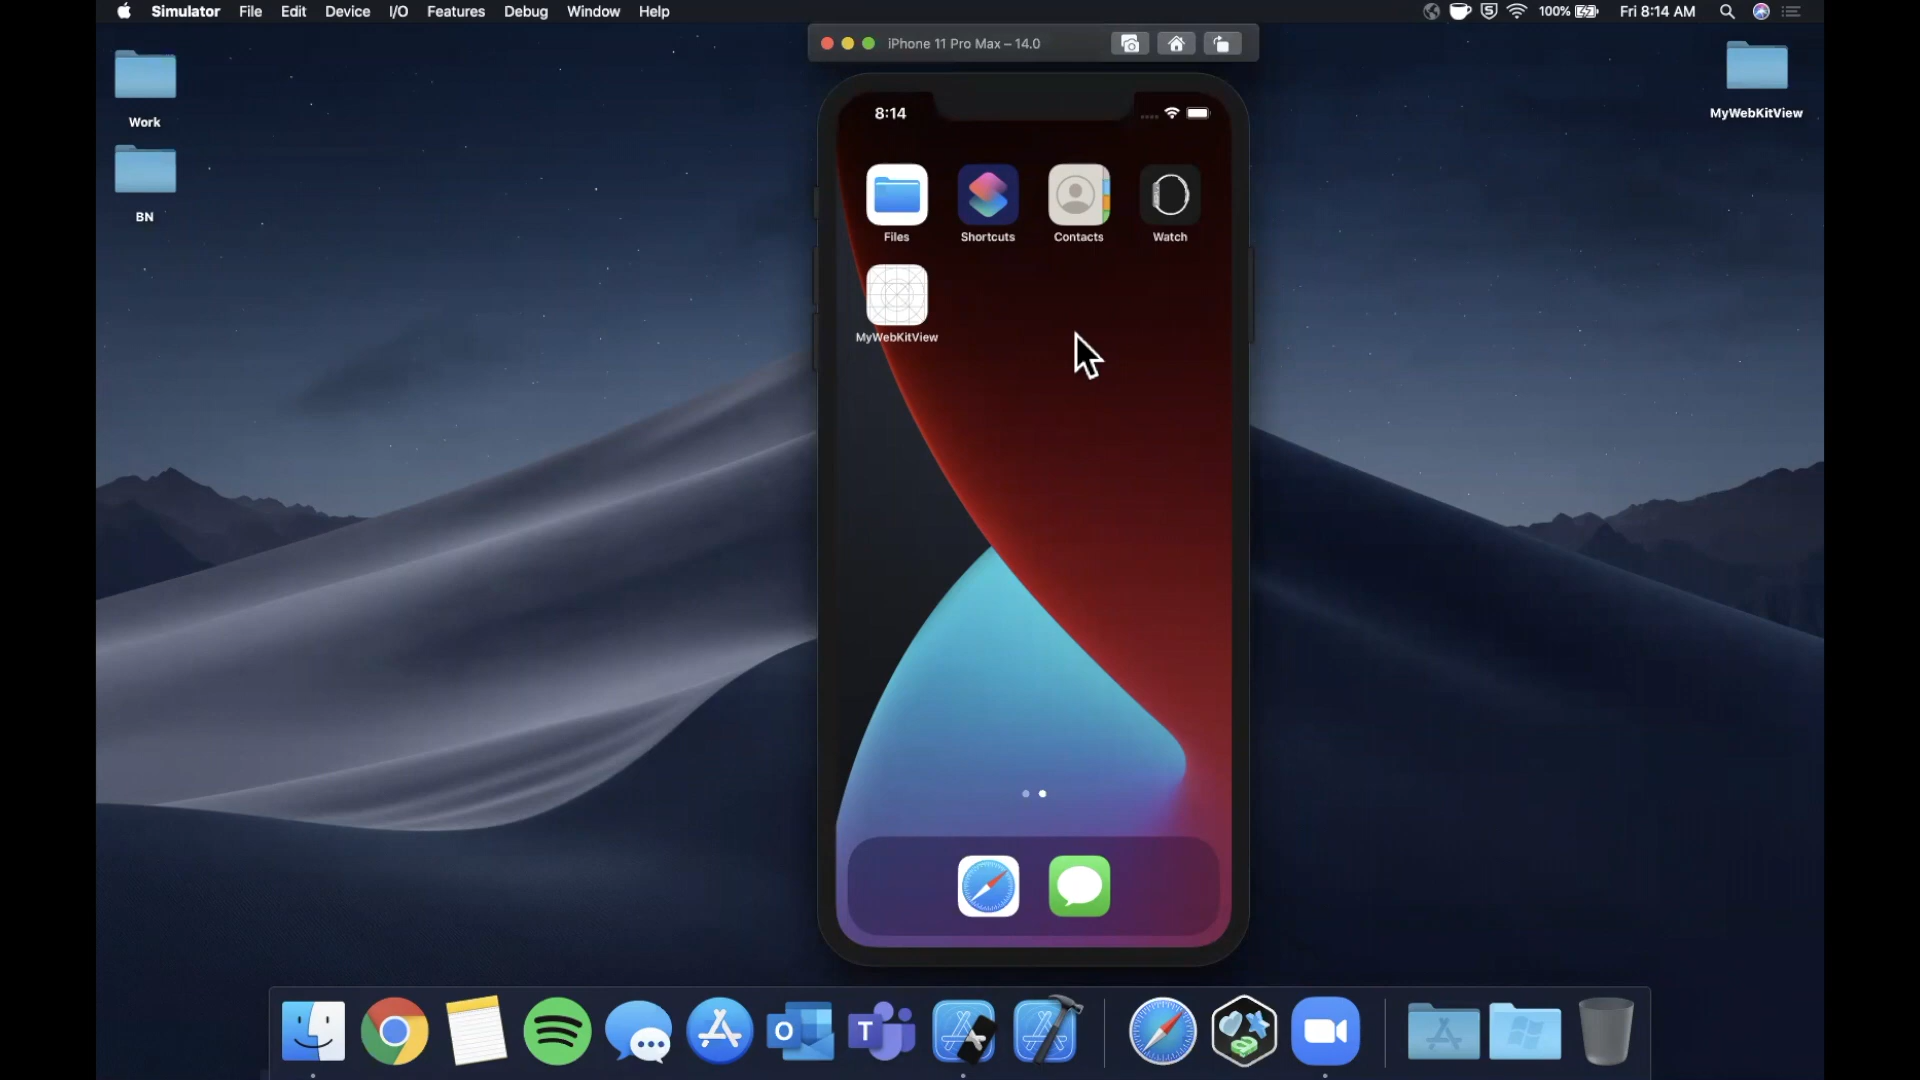 Simulator File Edit Device I/O Features Debug Window Help 100% Fri 8:14 AM
iPhone 11 Pro Max – 14.0
Work
BN
MyWebKitView
8:14
Files Shortcuts Contacts Watch
MyWebKitView
S
O
T